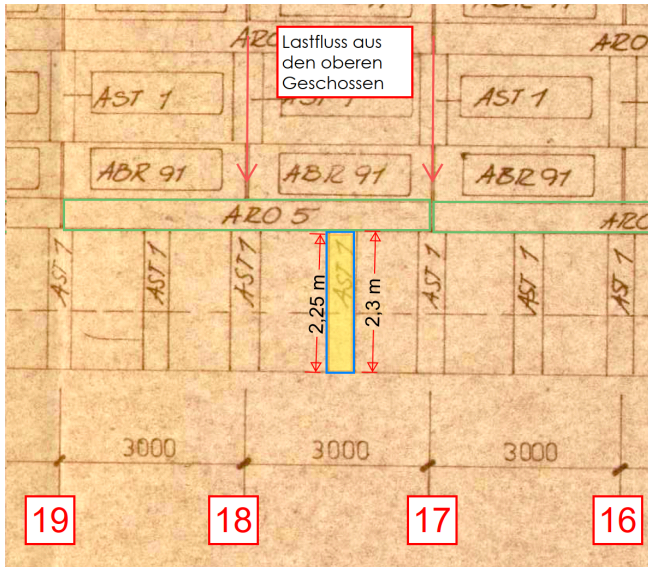 ARO
Lastfluss aus
den oberen
Geschossen
ARO
AST 1
AST 1
ABR 91
ABR 91
ABR 91
ARO 5
ARO
AST 1
AST 1
AST 1
AST 1
AST 1
AST 1
AST 1
2,25 m
2,3 m
3000
3000
3000
19
18
17
16